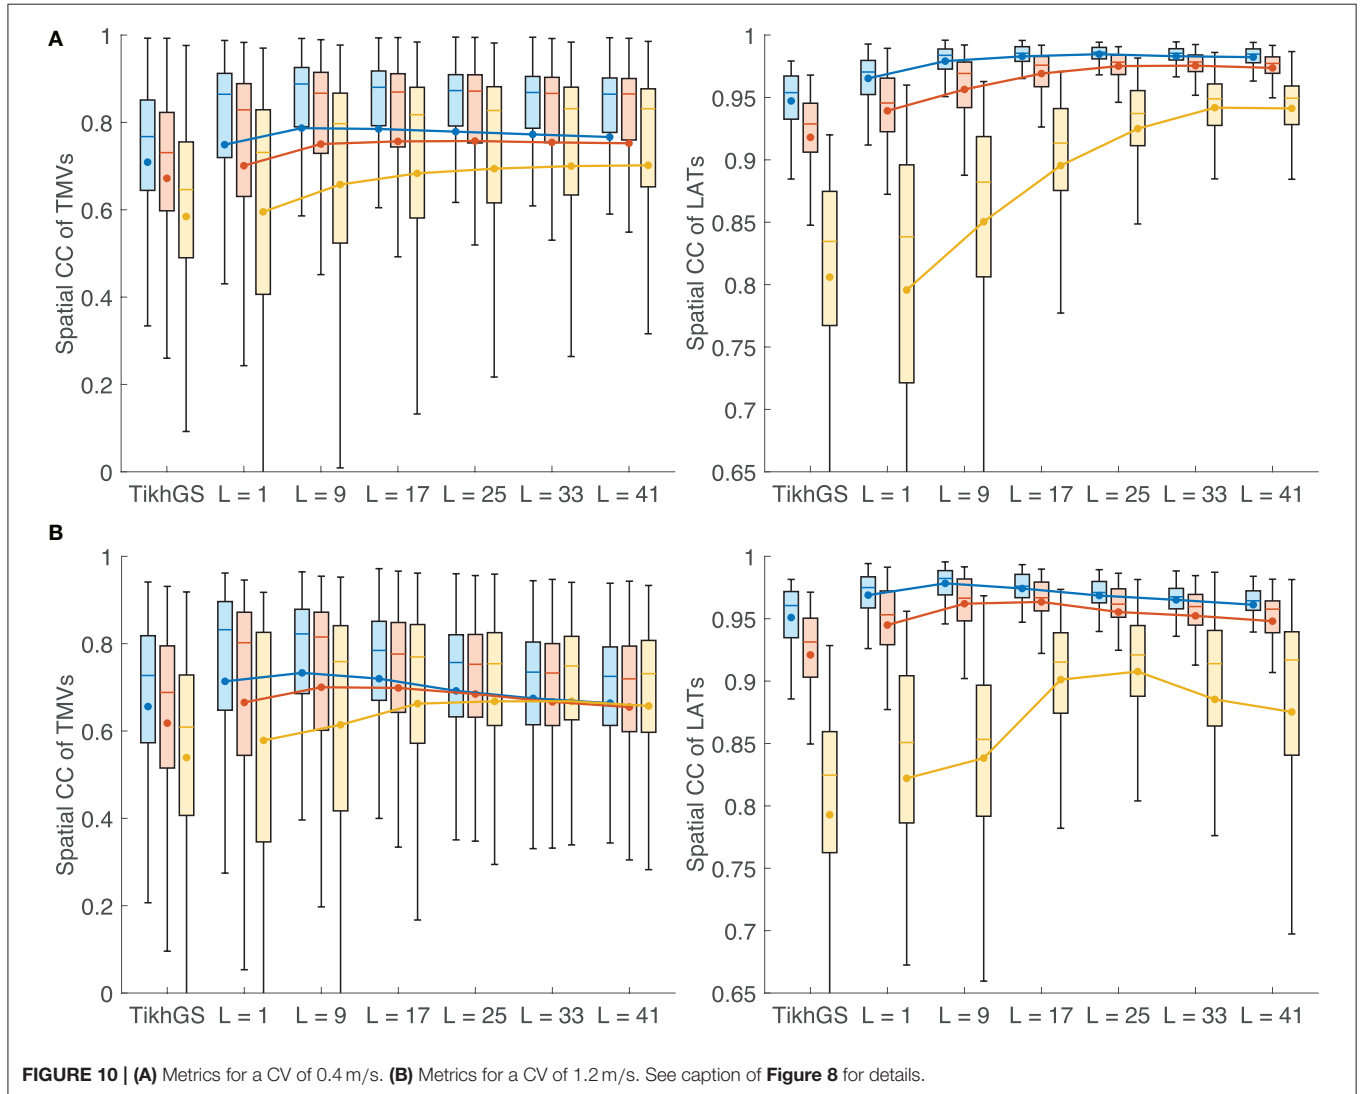 A
Spatial CC of TMVs
1
0.8
0.6
0.4
0.2
0
TikhGS L = 1 L = 9 L = 17 L = 25 L = 33 L = 41
Spatial CC of LATs
1
0.95
0.9
0.85
0.8
0.75
0.7
0.65
TikhGS L = 1 L = 9 L = 17 L = 25 L = 33 L = 41
B
Spatial CC of TMVs
1
0.8
0.6
0.4
0.2
0
TikhGS L = 1 L = 9 L = 17 L = 25 L = 33 L = 41
Spatial CC of LATs
1
0.95
0.9
0.85
0.8
0.75
0.7
0.65
TikhGS L = 1 L = 9 L = 17 L = 25 L = 33 L = 41
FIGURE 10 | (A) Metrics for a CV of 0.4 m/s. (B) Metrics for a CV of 1.2 m/s. See caption of Figure 8 for details.